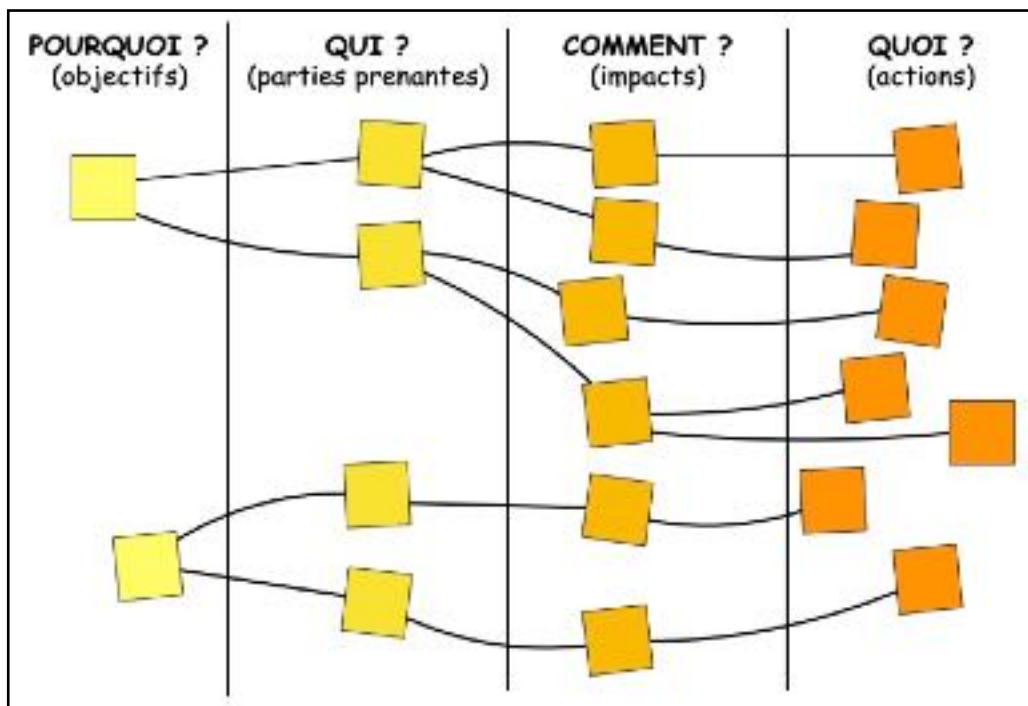 POURQUOI ?
(objectifs)
QUI ?
(parties prenantes)
COMMENT ?
(impacts)
QUOI ?
(actions)